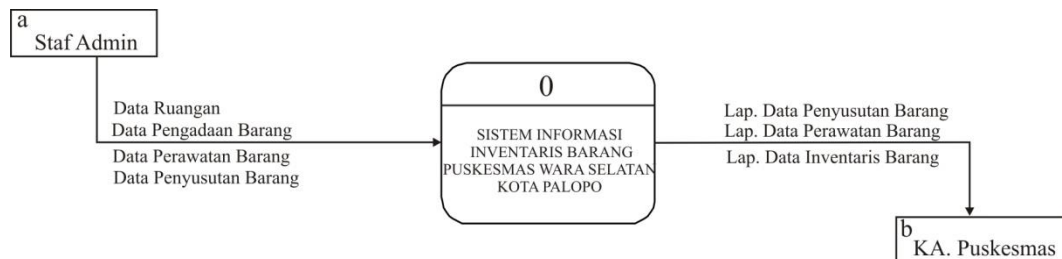 a
Staf Admin
Data Ruangan
Data Pengadaan Barang
Data Perawatan Barang
Data Penyusutan Barang
0
SISTEM INFORMASI
INVENTARIS BARANG
PUSKESMAS WARA SELATAN
KOTA PALOPO
Lap. Data Penyusutan Barang
Lap. Data Perawatan Barang
Lap. Data Inventaris Barang
b
KA. Puskesmas